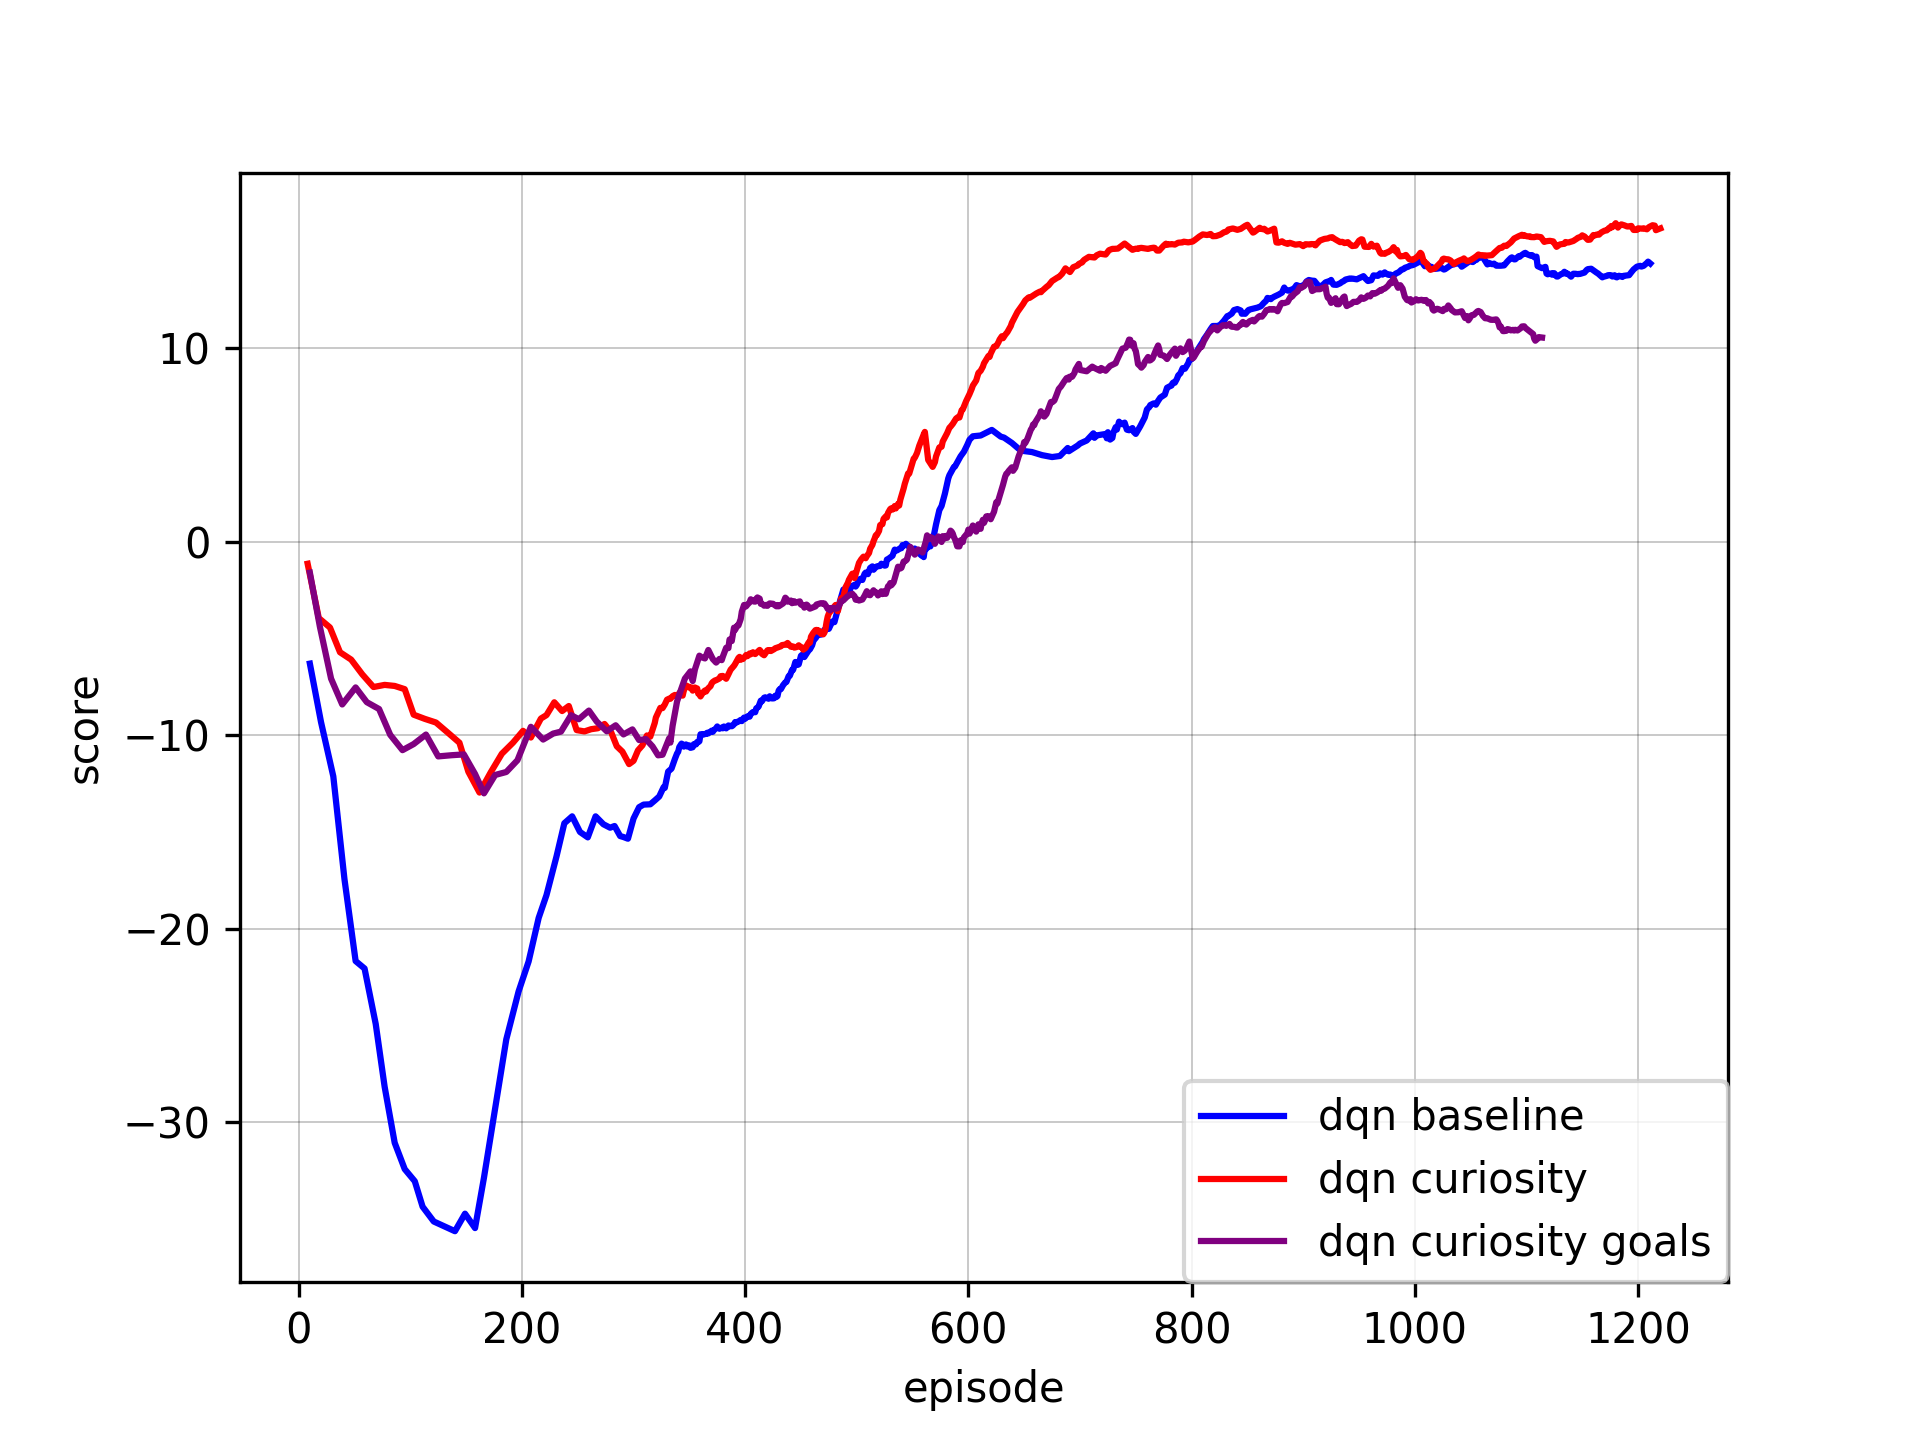 10
0
−10
−20
−30
score
0 200 400 600 800 1000 1200
episode
dqn baseline
dqn curiosity
dqn curiosity goals